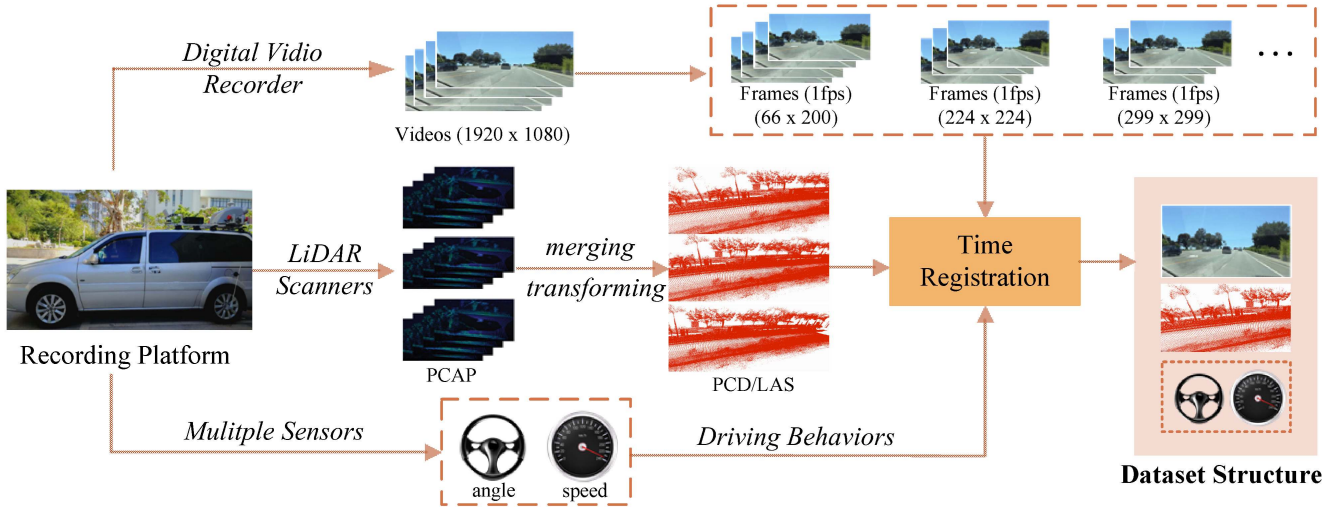 Digital Vidio
Recorder
Videos (1920 x 1080)
Frames (1fps)
(66 x 200)
Frames (1fps)
(224 x 224)
Frames (1fps)
(299 x 299)
...
Recording Platform
LiDAR
Scanners
PCAP
merging
transforming
PCD/LAS
Time
Registration
Mulitple Sensors
angle
speed
Driving Behaviors
Dataset Structure